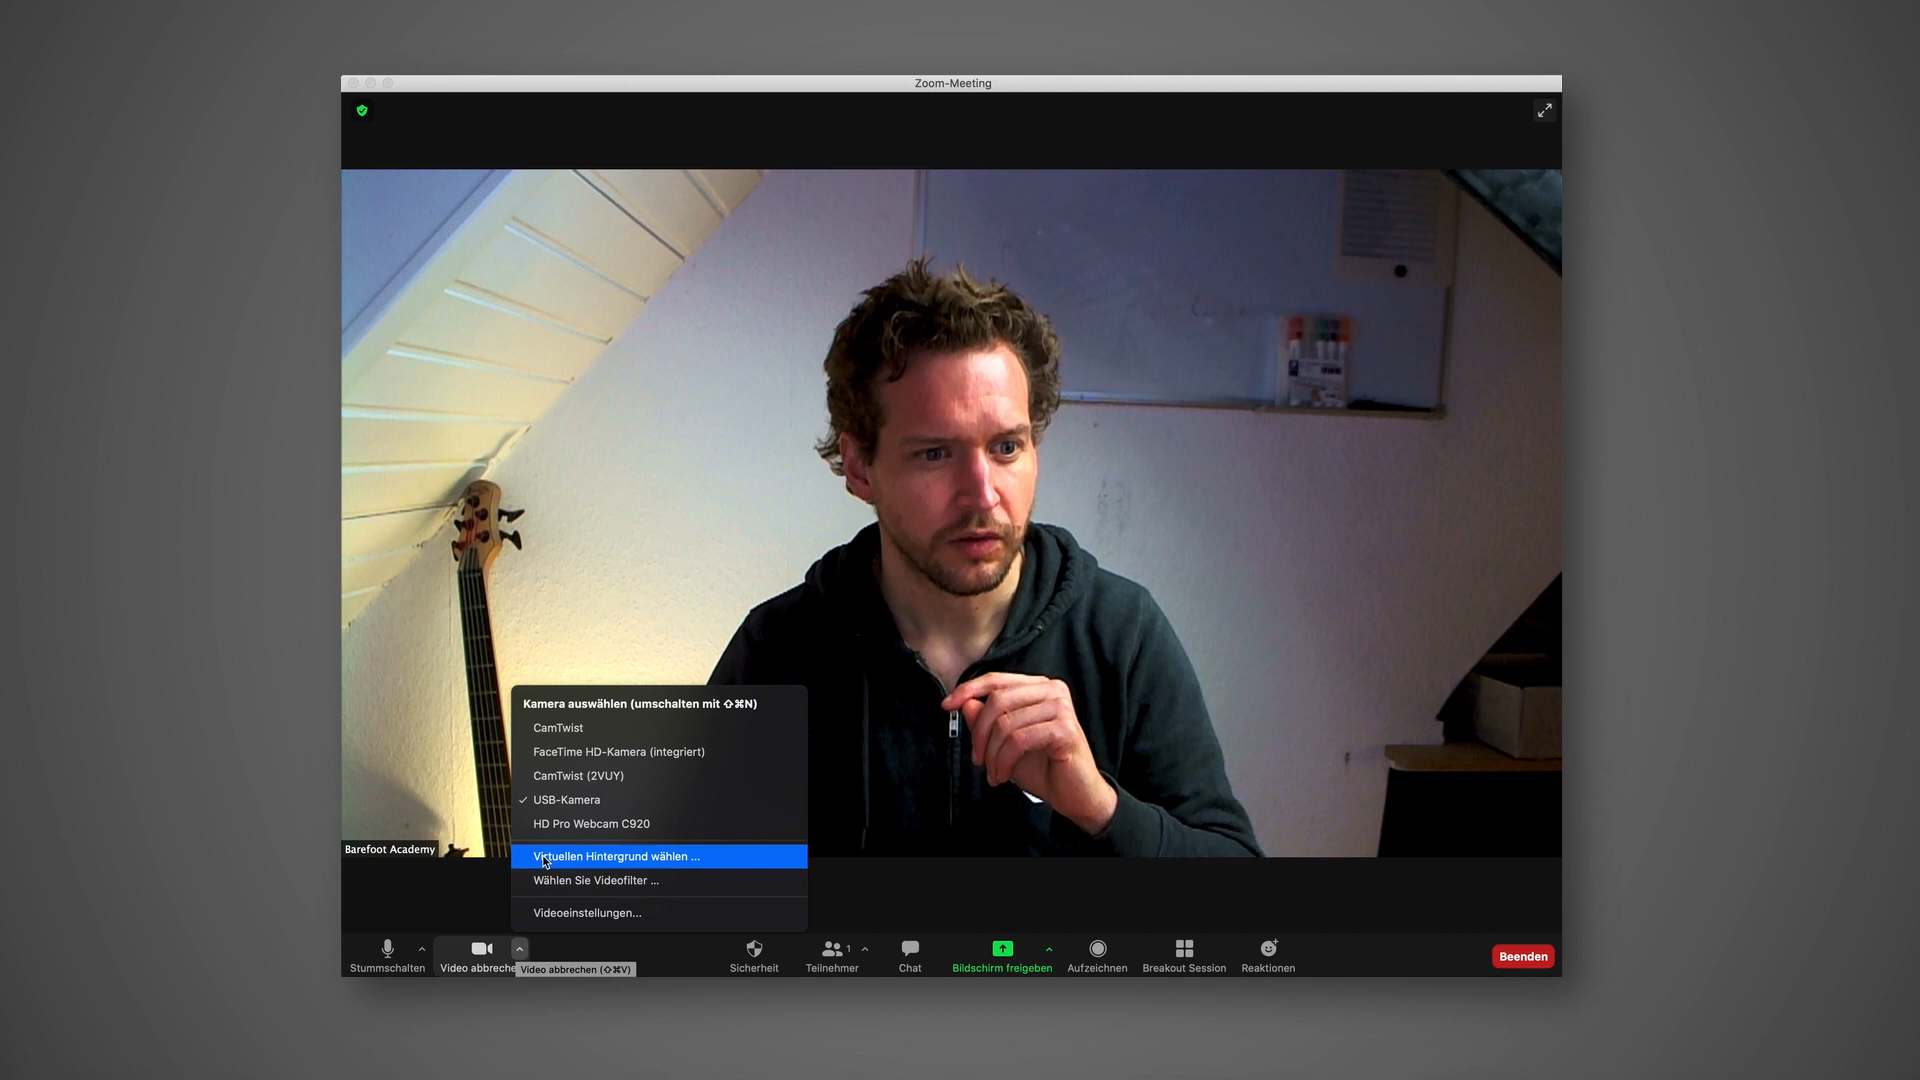 Zoom-Meeting
Barefoot Academy
Kamera auswählen (umschalten mit ⇧⌘N)
CamTwist
FaceTime HD-Kamera (integriert)
CamTwist (2VUY)
✓ USB-Kamera
HD Pro Webcam C920
Virtuellen Hintergrund wählen ...
Wählen Sie Videofilter ...
Videoeinstellungen...
Stummschalten
Video abbreche
Video abbrechen (⇧⌘V)
Sicherheit
1
Teilnehmer
Chat
Bildschirm freigeben
Aufzeichnen
Breakout Session
Reaktionen
Beenden